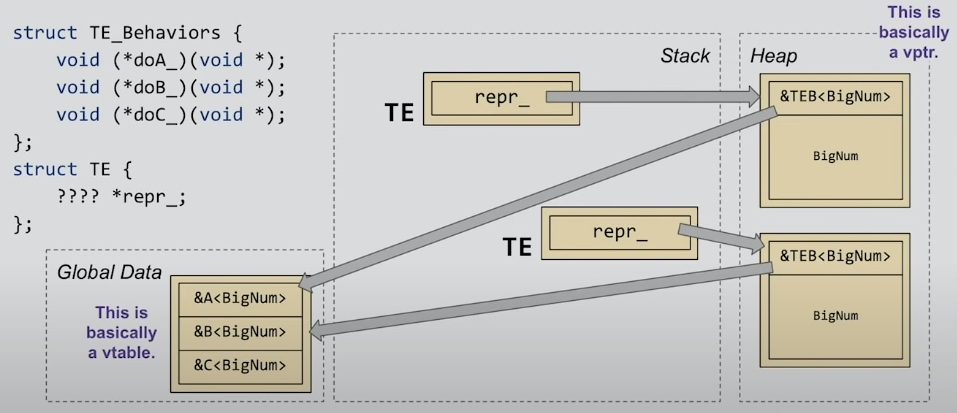 struct TE_Behaviors {
    void (*doA_)(void *);
    void (*doB_)(void *);
    void (*doC_)(void *);
};
struct TE {
    ???? *repr_;
};
Global Data
This is
basically
a vtable.
&A<BigNum>
&B<BigNum>
&C<BigNum>
Stack
TE
repr_
TE
repr_
Heap
This is
basically
a vptr.
&TEB<BigNum>
BigNum
&TEB<BigNum>
BigNum